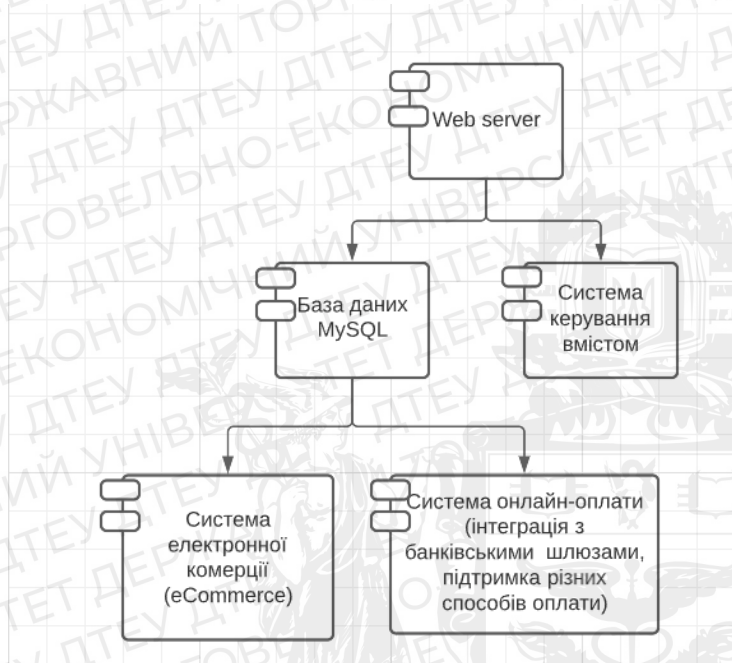 Web server
База даних
MySQL
Система
керування
вмістом
Система
електронної
комерції
(eCommerce)
Система онлайн-оплати
(інтеграція з
банківськими шлюзами,
підтримка різних
способів оплати)